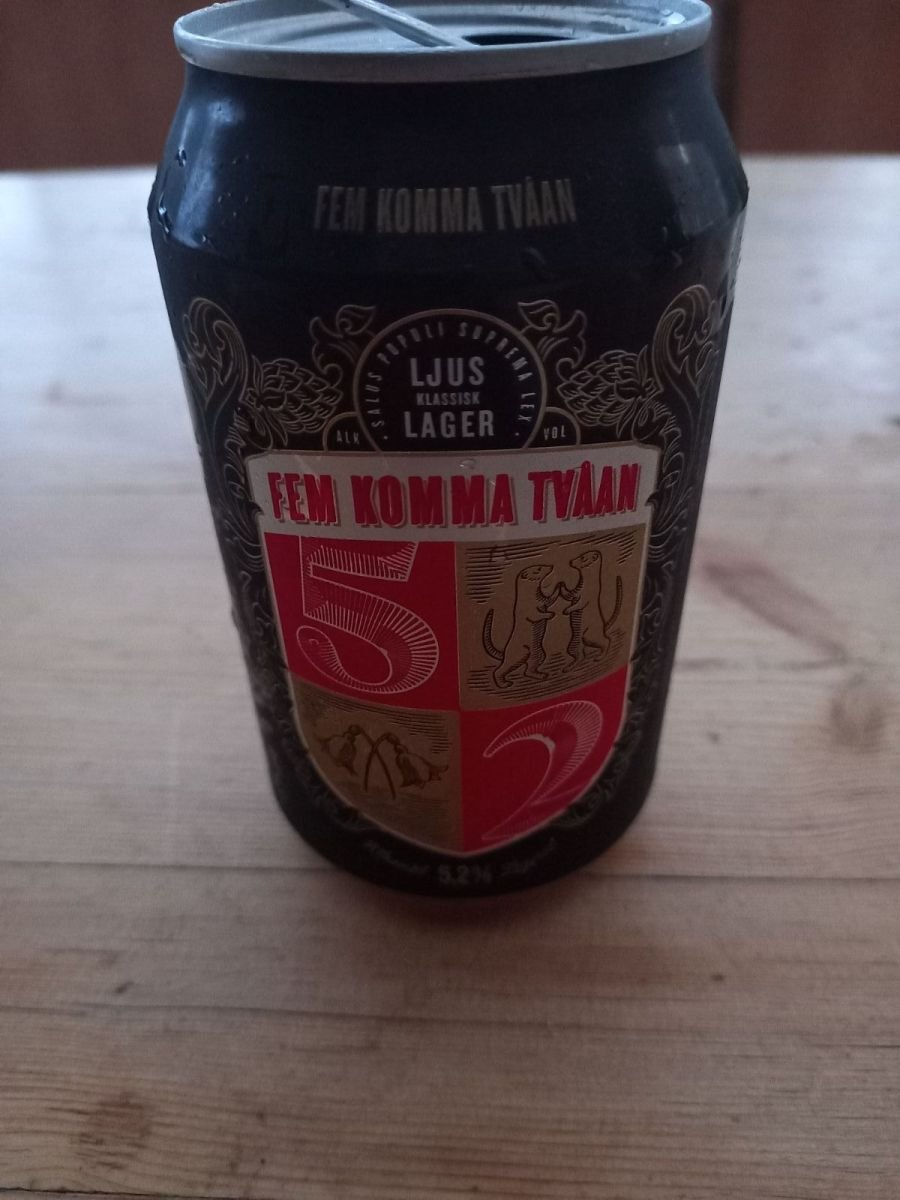 FEM KOMMA TVÅAN
SALUS POPULI SUPREMA LEX
LJUS
KLASSISK
LAGER
ALK
VOL
FEM KOMMA TVÅAN
5
2
5.2%